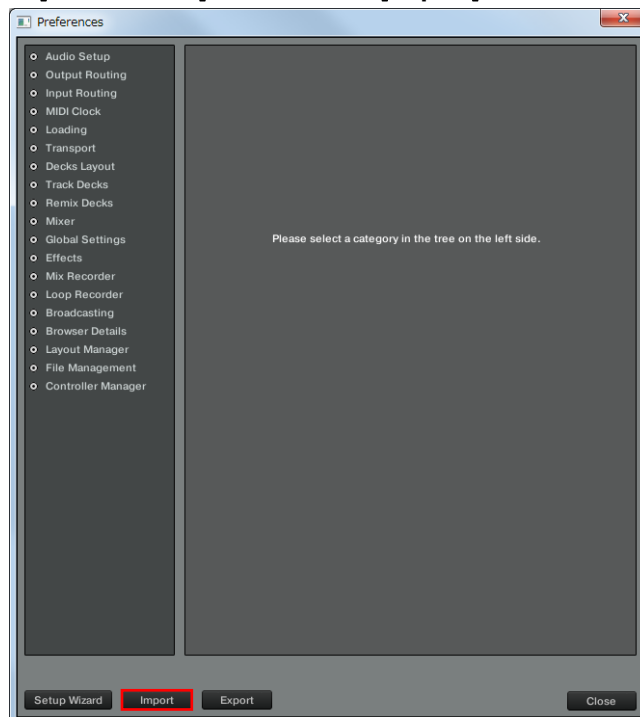 Preferences
Audio Setup
Output Routing
Input Routing
MIDI Clock
Loading
Transport
Decks Layout
Track Decks
Remix Decks
Mixer
Global Settings
Effects
Mix Recorder
Loop Recorder
Broadcasting
Browser Details
Layout Manager
File Management
Controller Manager
Please select a category in the tree on the left side.
Setup Wizard Import Export Close